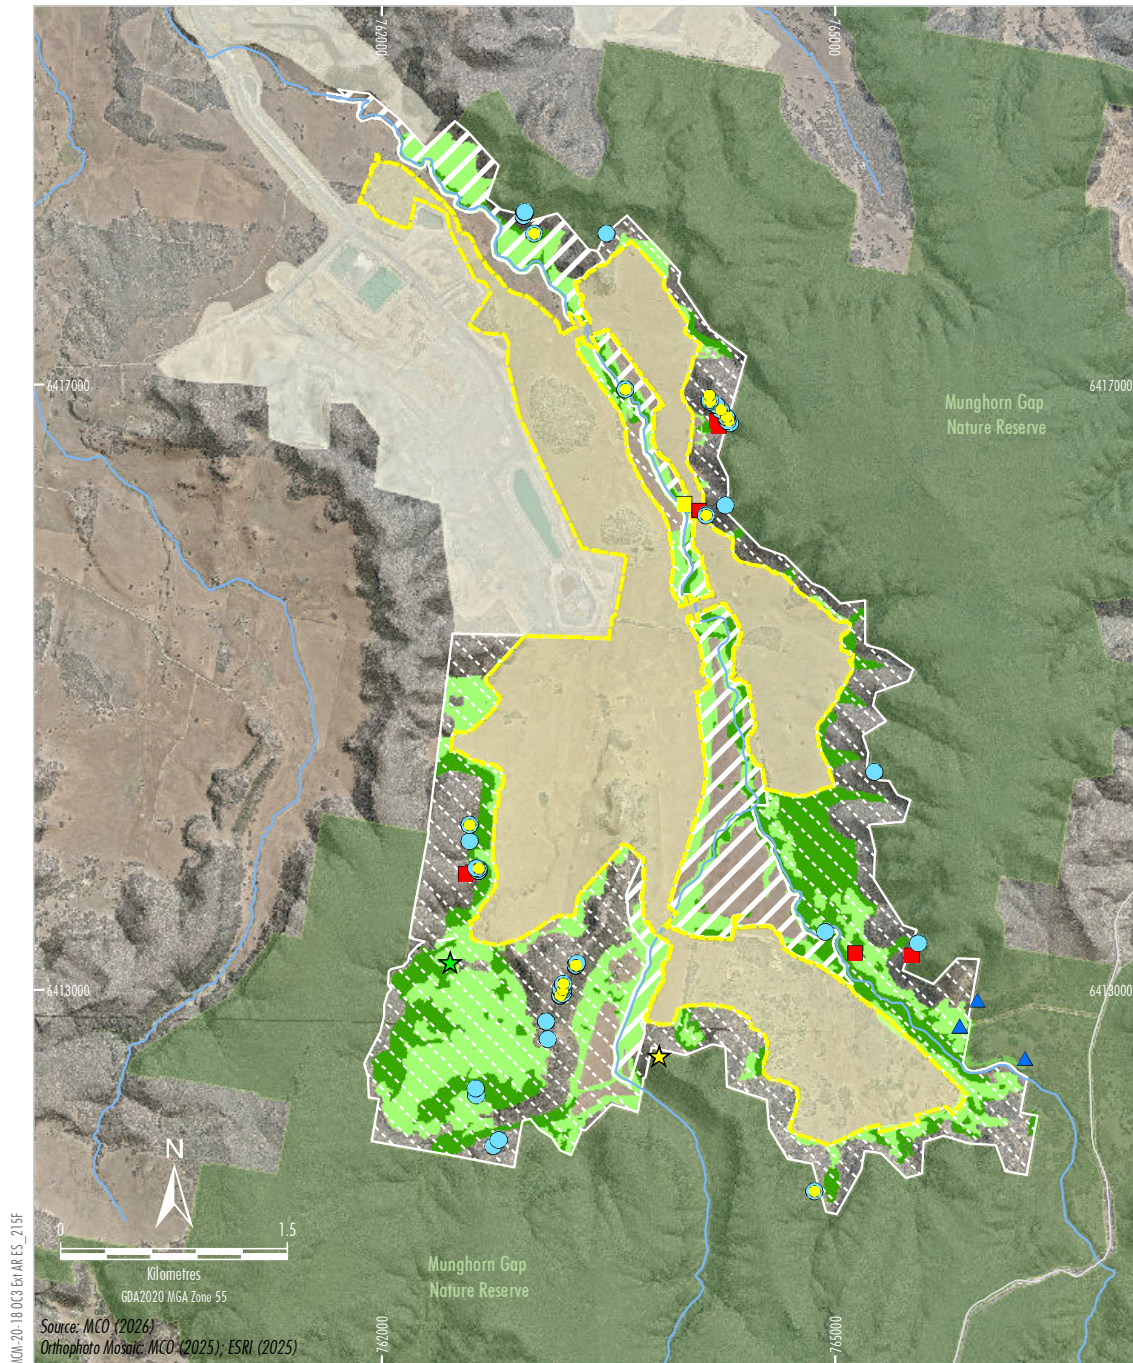 762000
765000
6417000
6417000
Munghorn Gap
Nature Reserve
6413000
6413000
N
0
1.5
Kilometres
GDA2020 MGA Zone 55
Munghorn Gap
Nature Reserve
MCM-20-18 OC3 Ext AR ES_215F
Source: MCO (2026)
Orthophoto Mosaic: MCO (2025); ESRI (2025)
762000
765000